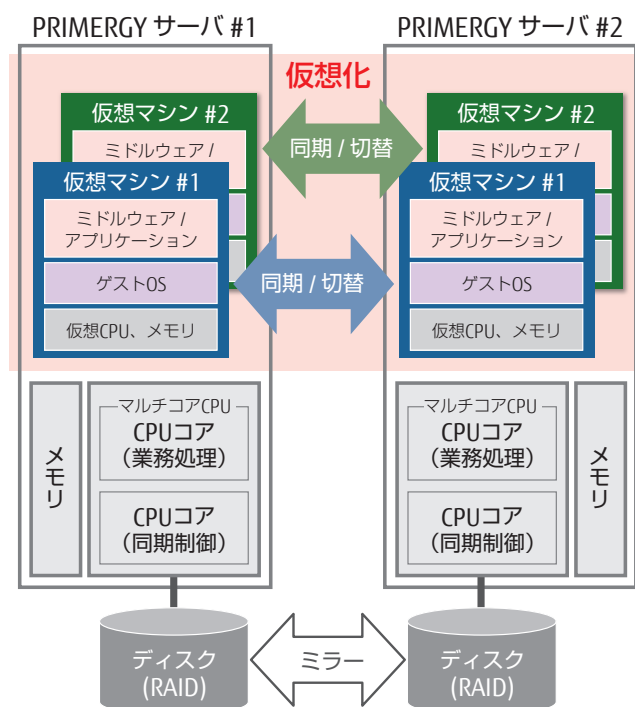 PRIMERGY サーバ #1
PRIMERGY サーバ #2
仮想化
仮想マシン #2
ミドルウェア /
仮想マシン #1
ミドルウェア /
アプリケーション
ゲストOS
仮想CPU、メモリ
同期 / 切替
同期 / 切替
仮想マシン #2
ミドルウェア /
仮想マシン #1
ミドルウェア /
アプリケーション
ゲストOS
仮想CPU、メモリ
メモリ
マルチコアCPU
CPUコア
（業務処理）
CPUコア
（同期制御）
マルチコアCPU
CPUコア
（業務処理）
CPUコア
（同期制御）
メモリ
ディスク
(RAID)
ミラー
ディスク
(RAID)